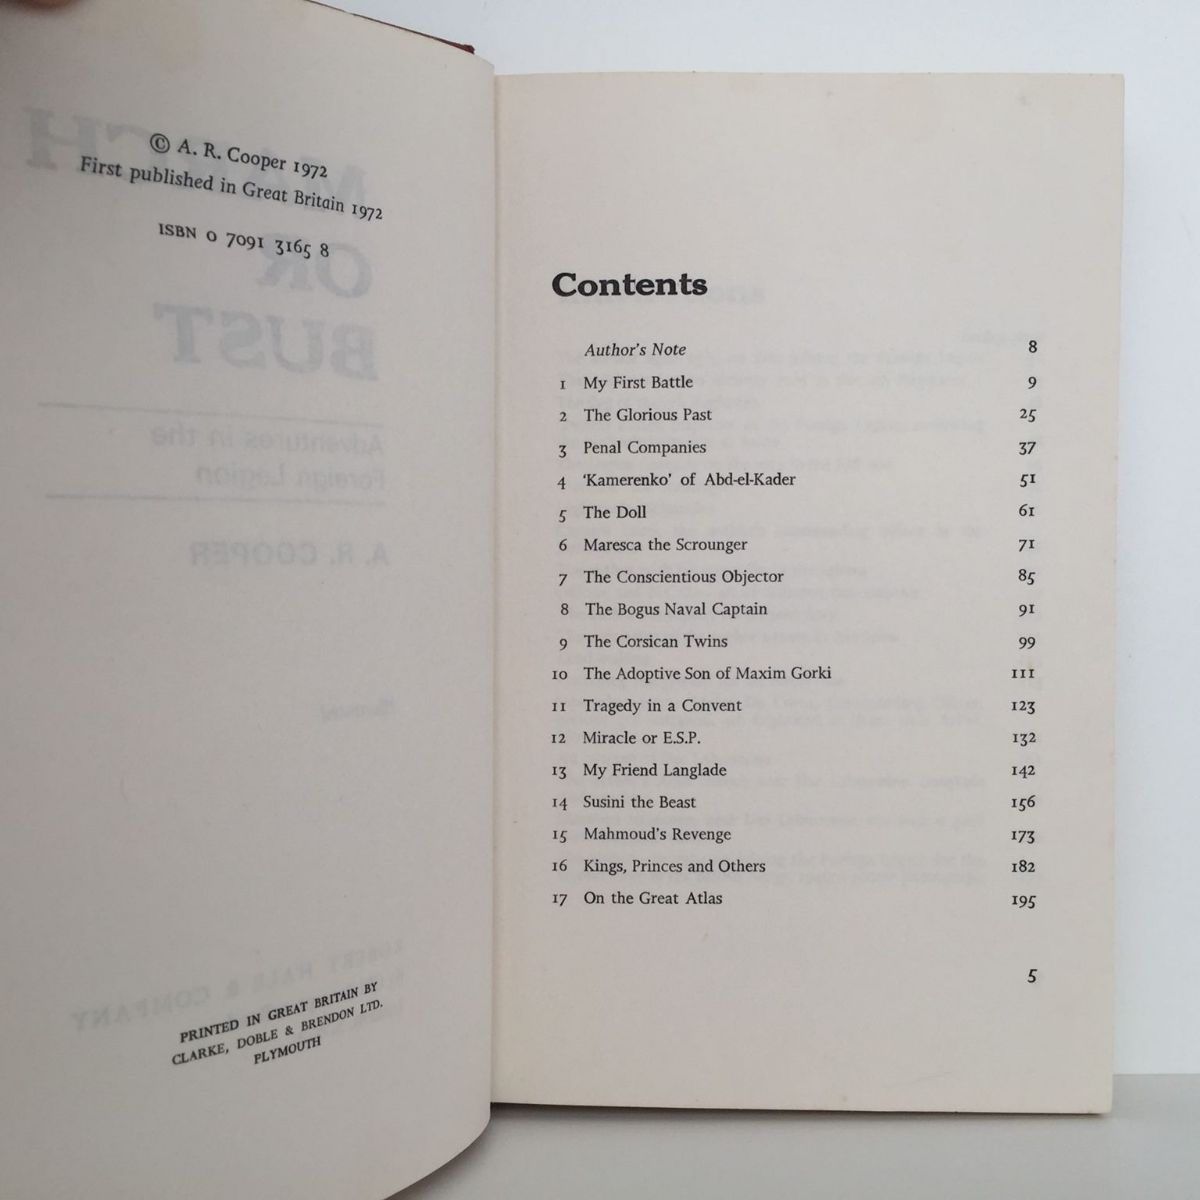 © A. R. Cooper 1972
First published in Great Britain 1972
ISBN 0 7091 3165 8
PRINTED IN GREAT BRITAIN BY
CLARKE, DOBLE & BRENDON LTD.
PLYMOUTH
Contents
Author's Note 8
1 My First Battle 9
2 The Glorious Past 25
3 Penal Companies 37
4 'Kamerenko' of Abd-el-Kader 51
5 The Doll 61
6 Maresca the Scrounger 71
7 The Conscientious Objector 85
8 The Bogus Naval Captain 91
9 The Corsican Twins 99
10 The Adoptive Son of Maxim Gorki 111
11 Tragedy in a Convent 123
12 Miracle or E.S.P. 132
13 My Friend Langlade 142
14 Susini the Beast 156
15 Mahmoud's Revenge 173
16 Kings, Princes and Others 182
17 On the Great Atlas 195
5